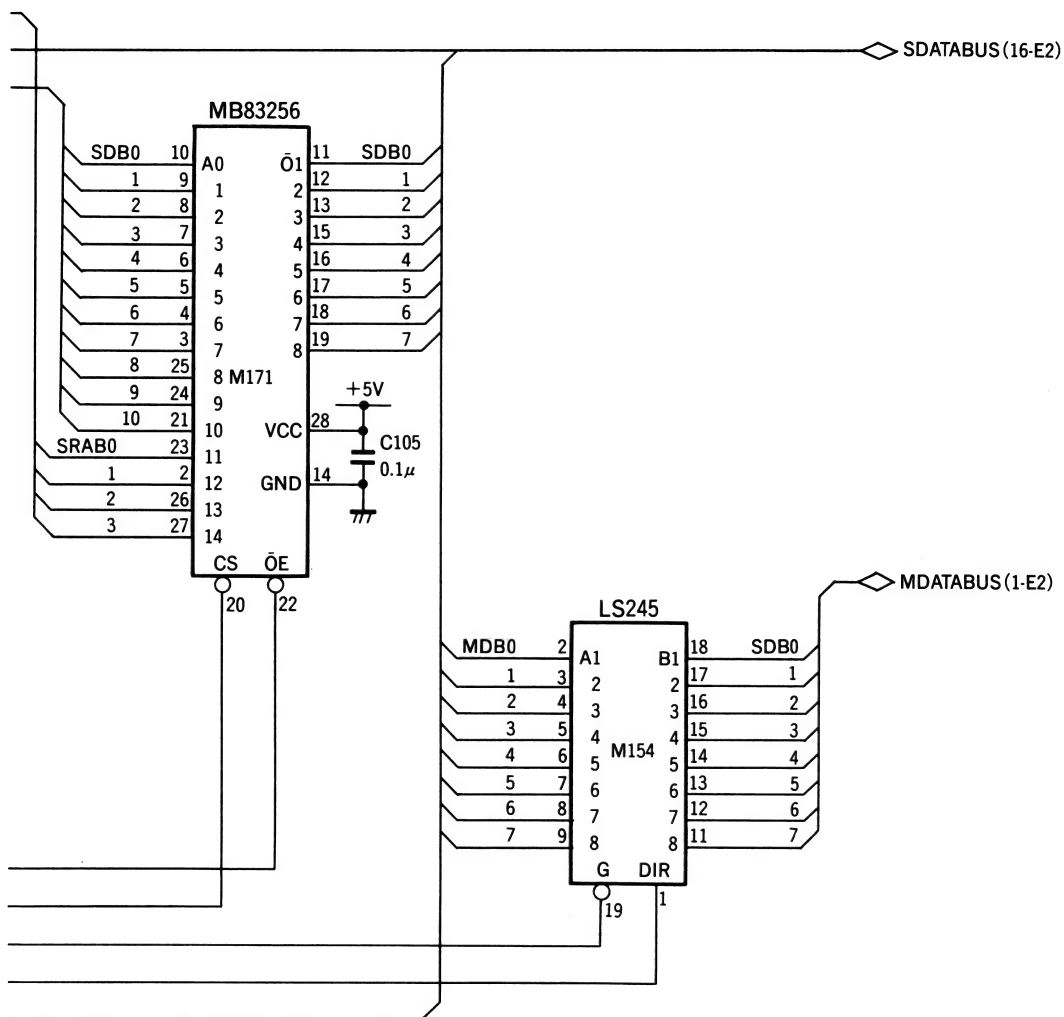 SDATABUS (16-E2)
MB83256
SDB0 10 A0 Ō1 11 SDB0
1 9 1 2 12 1
2 8 2 3 13 2
3 7 3 4 15 3
4 6 4 5 16 4
5 5 5 6 17 5
6 4 6 7 18 6
7 3 7 8 19 7
8 25 8 M171
9 24 9
10 21 10
SRAB0 23 11
1 2 12
2 26 13
3 27 14
+5V
VCC 28
C105
0.1μ
GND 14
CS ŌE
20 22
MDATABUS (1-E2)
LS245
MDB0 2 A1 B1 18 SDB0
1 3 2 2 17 1
2 4 3 3 16 2
3 5 4 4 15 3
4 6 5 M154 5 14 4
5 7 6 6 13 5
6 8 7 7 12 6
7 9 8 8 11 7
G DIR
19 1